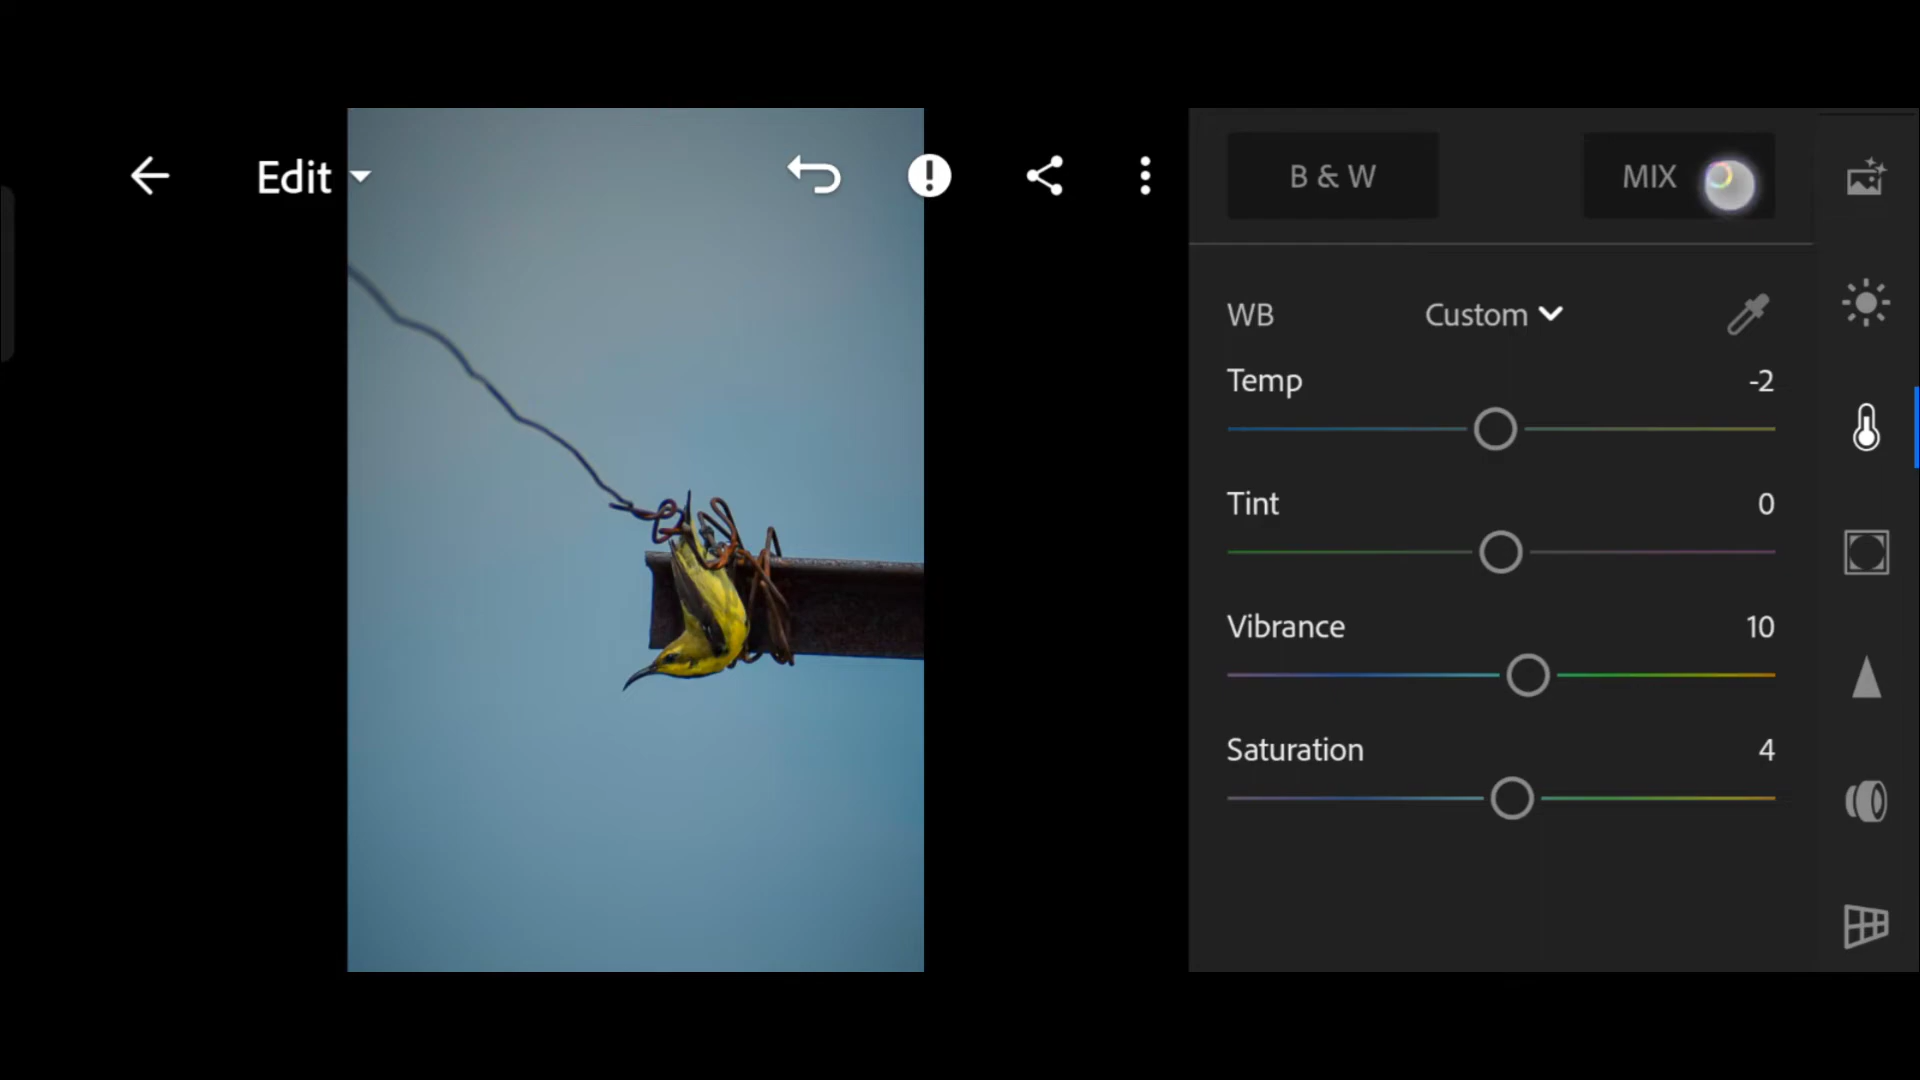 Edit
B & W
MIX
WB Custom
Temp -2
Tint 0
Vibrance 10
Saturation 4